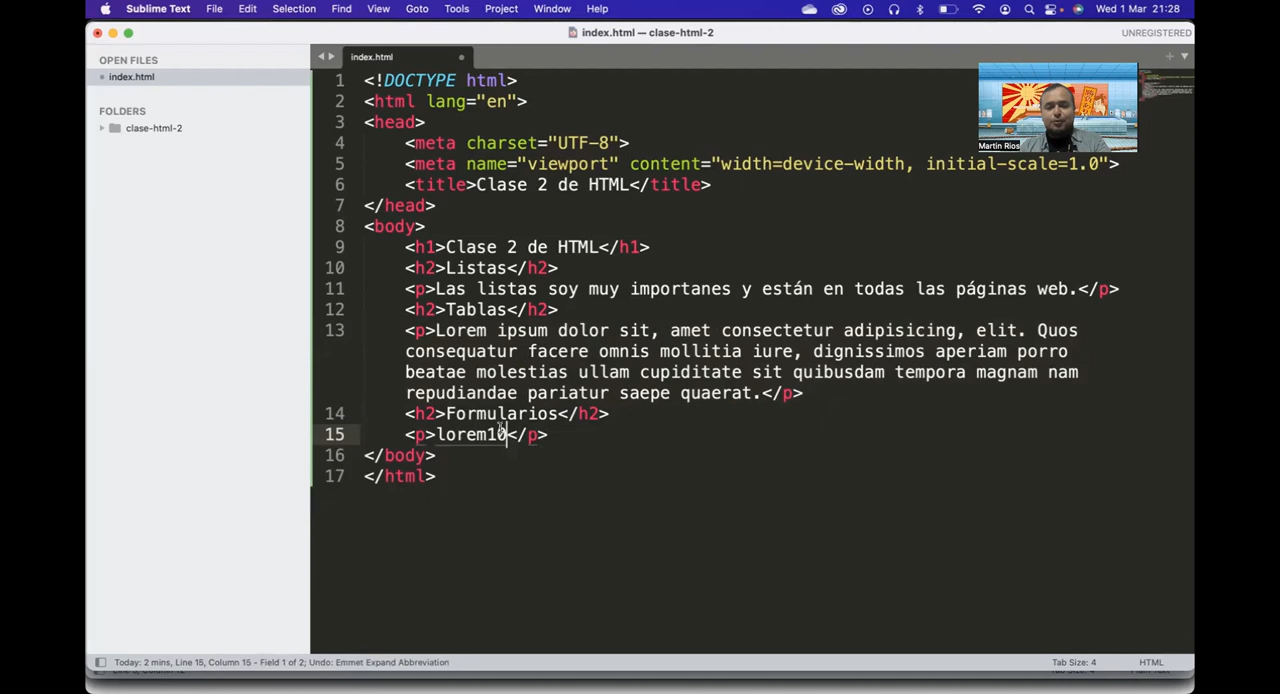 Sublime Text File Edit Selection Find View Goto Tools Project Window Help Wed 1 Mar 21:28
index.html — clase-html-2 UNREGISTERED
OPEN FILES
index.html
FOLDERS
clase-html-2
index.html
1 <!DOCTYPE html>
2 <html lang="en">
3 <head>
4 <meta charset="UTF-8">
5 <meta name="viewport" content="width=device-width, initial-scale=1.0">
6 <title>Clase 2 de HTML</title>
7 </head>
8 <body>
9 <h1>Clase 2 de HTML</h1>
10 <h2>Listas</h2>
11 <p>Las listas soy muy importanes y están en todas las páginas web.</p>
12 <h2>Tablas</h2>
13 <p>Lorem ipsum dolor sit, amet consectetur adipisicing, elit. Quos
consequatur facere omnis mollitia iure, dignissimos aperiam porro
beatae molestias ullam cupiditate sit quibusdam tempora magnam nam
repudiandae pariatur saepe quaerat.</p>
14 <h2>Formularios</h2>
15 <p>lorem10</p>
16 </body>
17 </html>
Martin Rios
Today: 2 mins, Line 15, Column 15 - Field 1 of 2; Undo: Emmet Expand Abbreviation Tab Size: 4 HTML